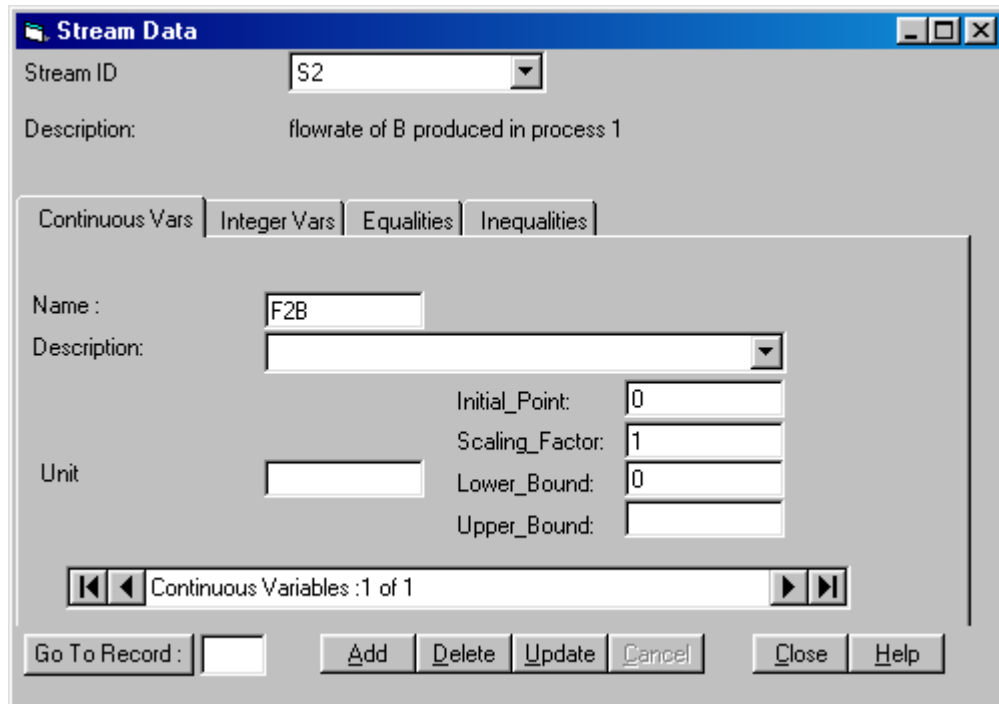 Stream Data
Stream ID S2
Description: flowrate of B produced in process 1
Continuous Vars Integer Vars Equalities Inequalities
Name : F2B
Description:
Initial_Point: 0
Scaling_Factor: 1
Unit Lower_Bound: 0
Upper_Bound:
Continuous Variables :1 of 1
Go To Record : Add Delete Update Cancel Close Help